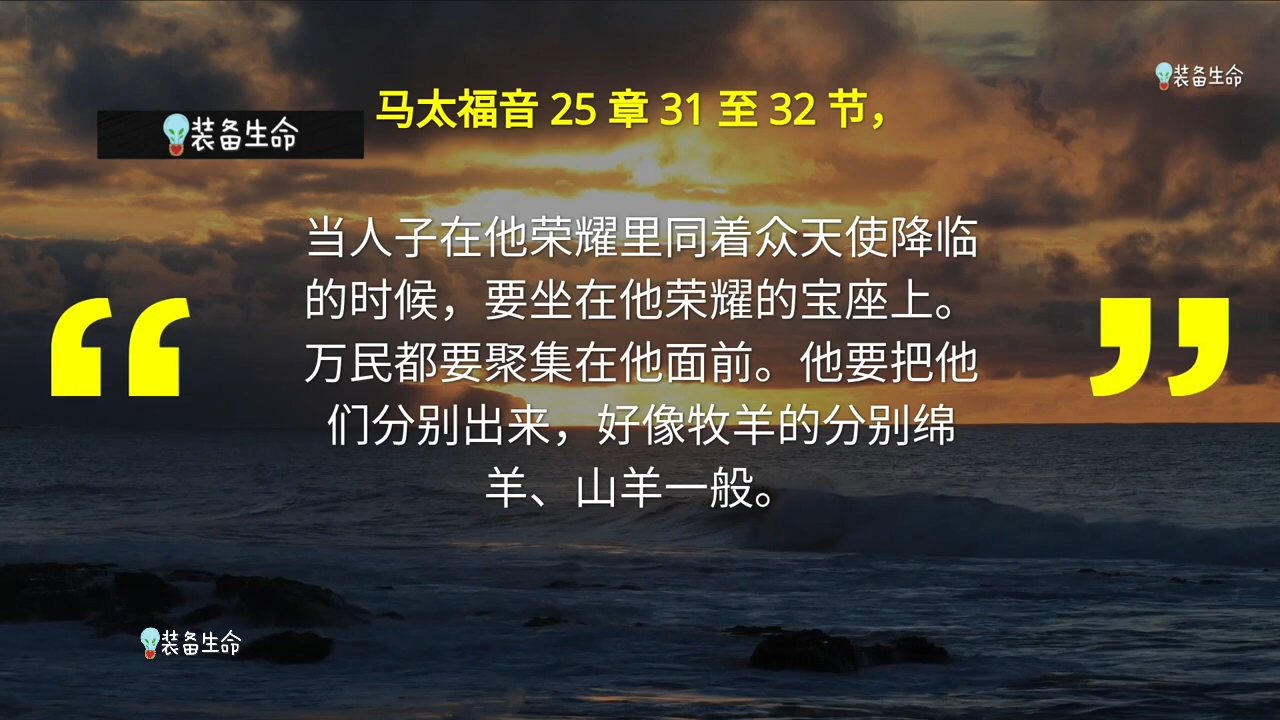 装备生命
马太福音 25 章 31 至 32 节，
装备生命
当人子在他荣耀里同着众天使降临
的时候，要坐在他荣耀的宝座上。
万民都要聚集在他面前。他要把他
们分别出来，好像牧羊的分别绵
羊、山羊一般。
装备生命